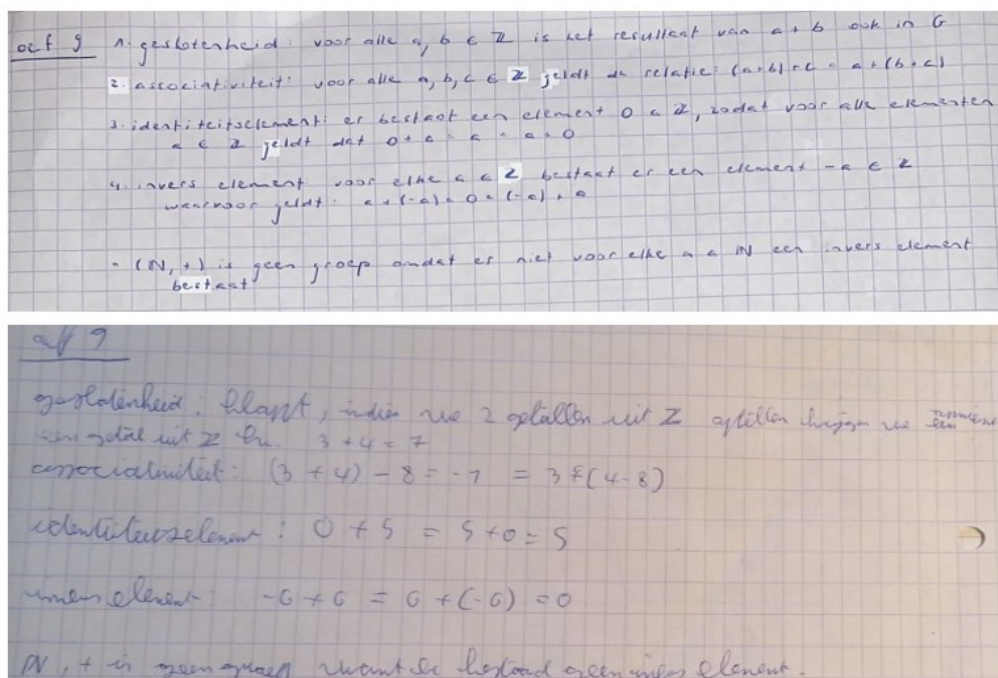 oef 9 1. geslotenheid: voor alle a, b ∈ ℤ is het resultaat van a + b ook in G
2. associativiteit: voor alle a, b, c ∈ ℤ geldt de relatie: (a+b)+c = a+(b+c)
3. identiteitselement: er bestaat een element 0 ∈ ℤ, zodat voor alle elementen
a ∈ ℤ geldt dat 0 + a = a = a + 0
4. invers element voor elke a ∈ ℤ bestaat er een element -a ∈ ℤ
waarvoor geldt: a + (-a) = 0 = (-a) + a
- (ℕ, +) is geen groep omdat er niet voor elke a ∈ ℕ een invers element
bestaat
oef 9
geslotenheid: klopt, indien we 2 getallen uit ℤ optellen krijgen we
een getal uit ℤ bv. 3 + 4 = 7
associativiteit: (3 + 4) - 8 = -1 = 3 + (4 - 8)
identiteitselement: 0 + 5 = 5 + 0 = 5
invers element: -6 + 6 = 6 + (-6) = 0
ℕ, + is geen groep want er bestaad geen invers element.